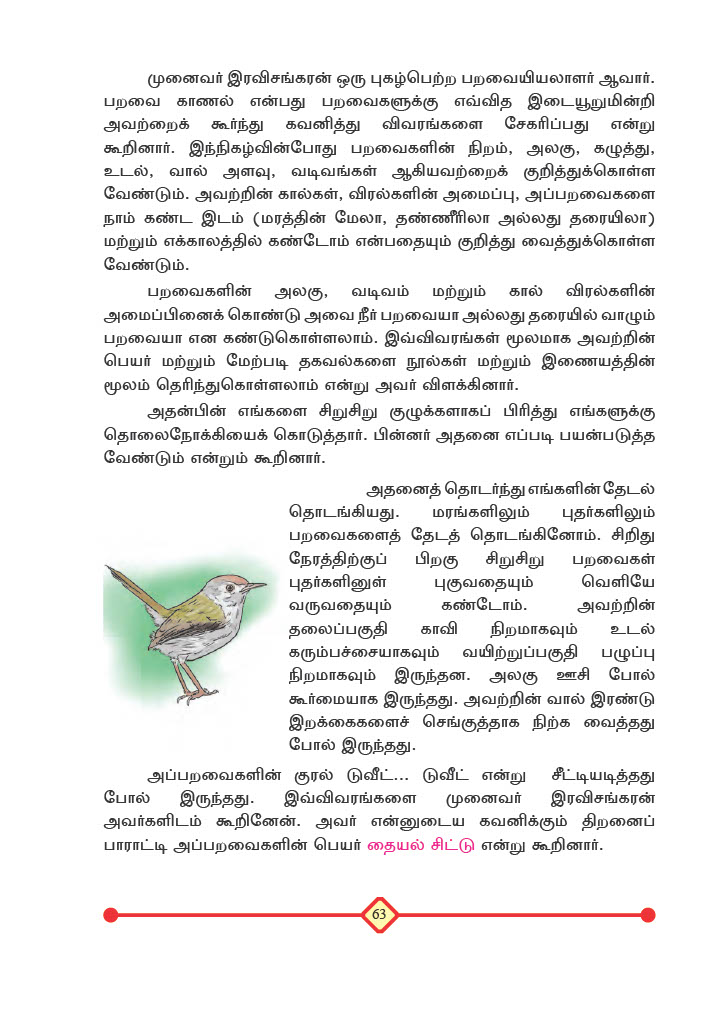 முனைவர் இரவிசங்கரன் ஒரு புகழ்பெற்ற பறவையியலாளர் ஆவார்.
பறவை காணல் என்பது பறவைகளுக்கு எவ்வித இடையூறுமின்றி
அவற்றைக் கூர்ந்து கவனித்து விவரங்களை சேகரிப்பது என்று
கூறினார். இந்நிகழ்வின்போது பறவைகளின் நிறம், அலகு, கழுத்து,
உடல், வால் அளவு, வடிவங்கள் ஆகியவற்றைக் குறித்துக்கொள்ள
வேண்டும். அவற்றின் கால்கள், விரல்களின் அமைப்பு, அப்பறவைகளை
நாம் கண்ட இடம் (மரத்தின் மேலா, தண்ணீரிலா அல்லது தரையிலா)
மற்றும் எக்காலத்தில் கண்டோம் என்பதையும் குறித்து வைத்துக்கொள்ள
வேண்டும்.
பறவைகளின் அலகு, வடிவம் மற்றும் கால் விரல்களின்
அமைப்பினைக் கொண்டு அவை நீர் பறவையா அல்லது தரையில் வாழும்
பறவையா என கண்டுகொள்ளலாம். இவ்விவரங்கள் மூலமாக அவற்றின்
பெயர் மற்றும் மேற்படி தகவல்களை நூல்கள் மற்றும் இணையத்தின்
மூலம் தெரிந்துகொள்ளலாம் என்று அவர் விளக்கினார்.
அதன்பின் எங்களை சிறுசிறு குழுக்களாகப் பிரித்து எங்களுக்கு
தொலைநோக்கியைக் கொடுத்தார். பின்னர் அதனை எப்படி பயன்படுத்த
வேண்டும் என்றும் கூறினார்.
அதனைத் தொடர்ந்து எங்களின் தேடல்
தொடங்கியது. மரங்களிலும் புதர்களிலும்
பறவைகளைத் தேடத் தொடங்கினோம். சிறிது
நேரத்திற்குப் பிறகு சிறுசிறு பறவைகள்
புதர்களினுள் புகுவதையும் வெளியே
வருவதையும் கண்டோம். அவற்றின்
தலைப்பகுதி காவி நிறமாகவும் உடல்
கரும்பச்சையாகவும் வயிற்றுப்பகுதி பழுப்பு
நிறமாகவும் இருந்தன. அலகு ஊசி போல்
கூர்மையாக இருந்தது. அவற்றின் வால் இரண்டு
இறக்கைகளைச் செங்குத்தாக நிற்க வைத்தது
போல் இருந்தது.
அப்பறவைகளின் குரல் டுவீட்... டுவீட் என்று சீட்டியடித்தது
போல் இருந்தது. இவ்விவரங்களை முனைவர் இரவிசங்கரன்
அவர்களிடம் கூறினேன். அவர் என்னுடைய கவனிக்கும் திறனைப்
பாராட்டி அப்பறவைகளின் பெயர் தையல் சிட்டு என்று கூறினார்.
63